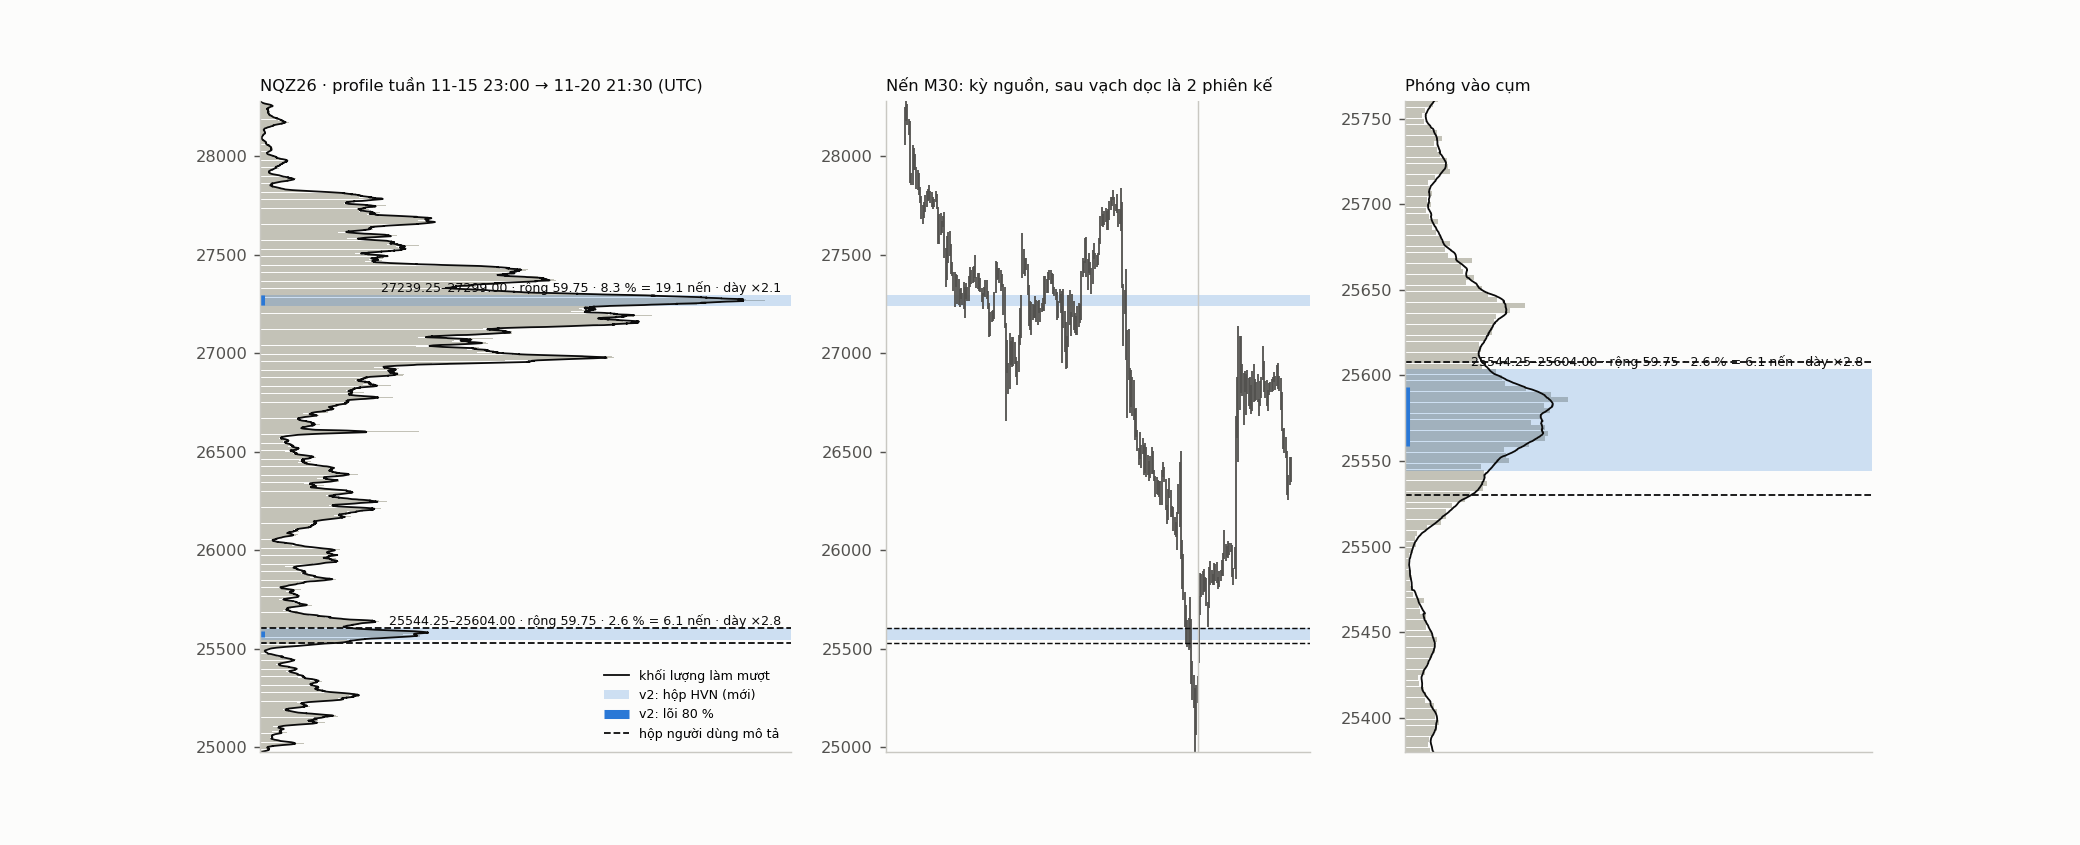 NQZ26 · profile tuần 11-15 23:00 → 11-20 21:30 (UTC)
28000
27500
27000
26500
26000
25500
25000
27239.25–27299.00 · rộng 59.75 · 8.3 % = 19.1 nến · dày ×2.1
25544.25–25604.00 · rộng 59.75 · 2.6 % = 6.1 nến · dày ×2.8
khối lượng làm mượt
v2: hộp HVN (mới)
v2: lõi 80 %
hộp người dùng mô tả
Nến M30: kỳ nguồn, sau vạch dọc là 2 phiên kế
28000
27500
27000
26500
26000
25500
25000
Phóng vào cụm
25750
25700
25650
25600
25550
25500
25450
25400
25544.25–25604.00 · rộng 59.75 · 2.6 % = 6.1 nến · dày ×2.8